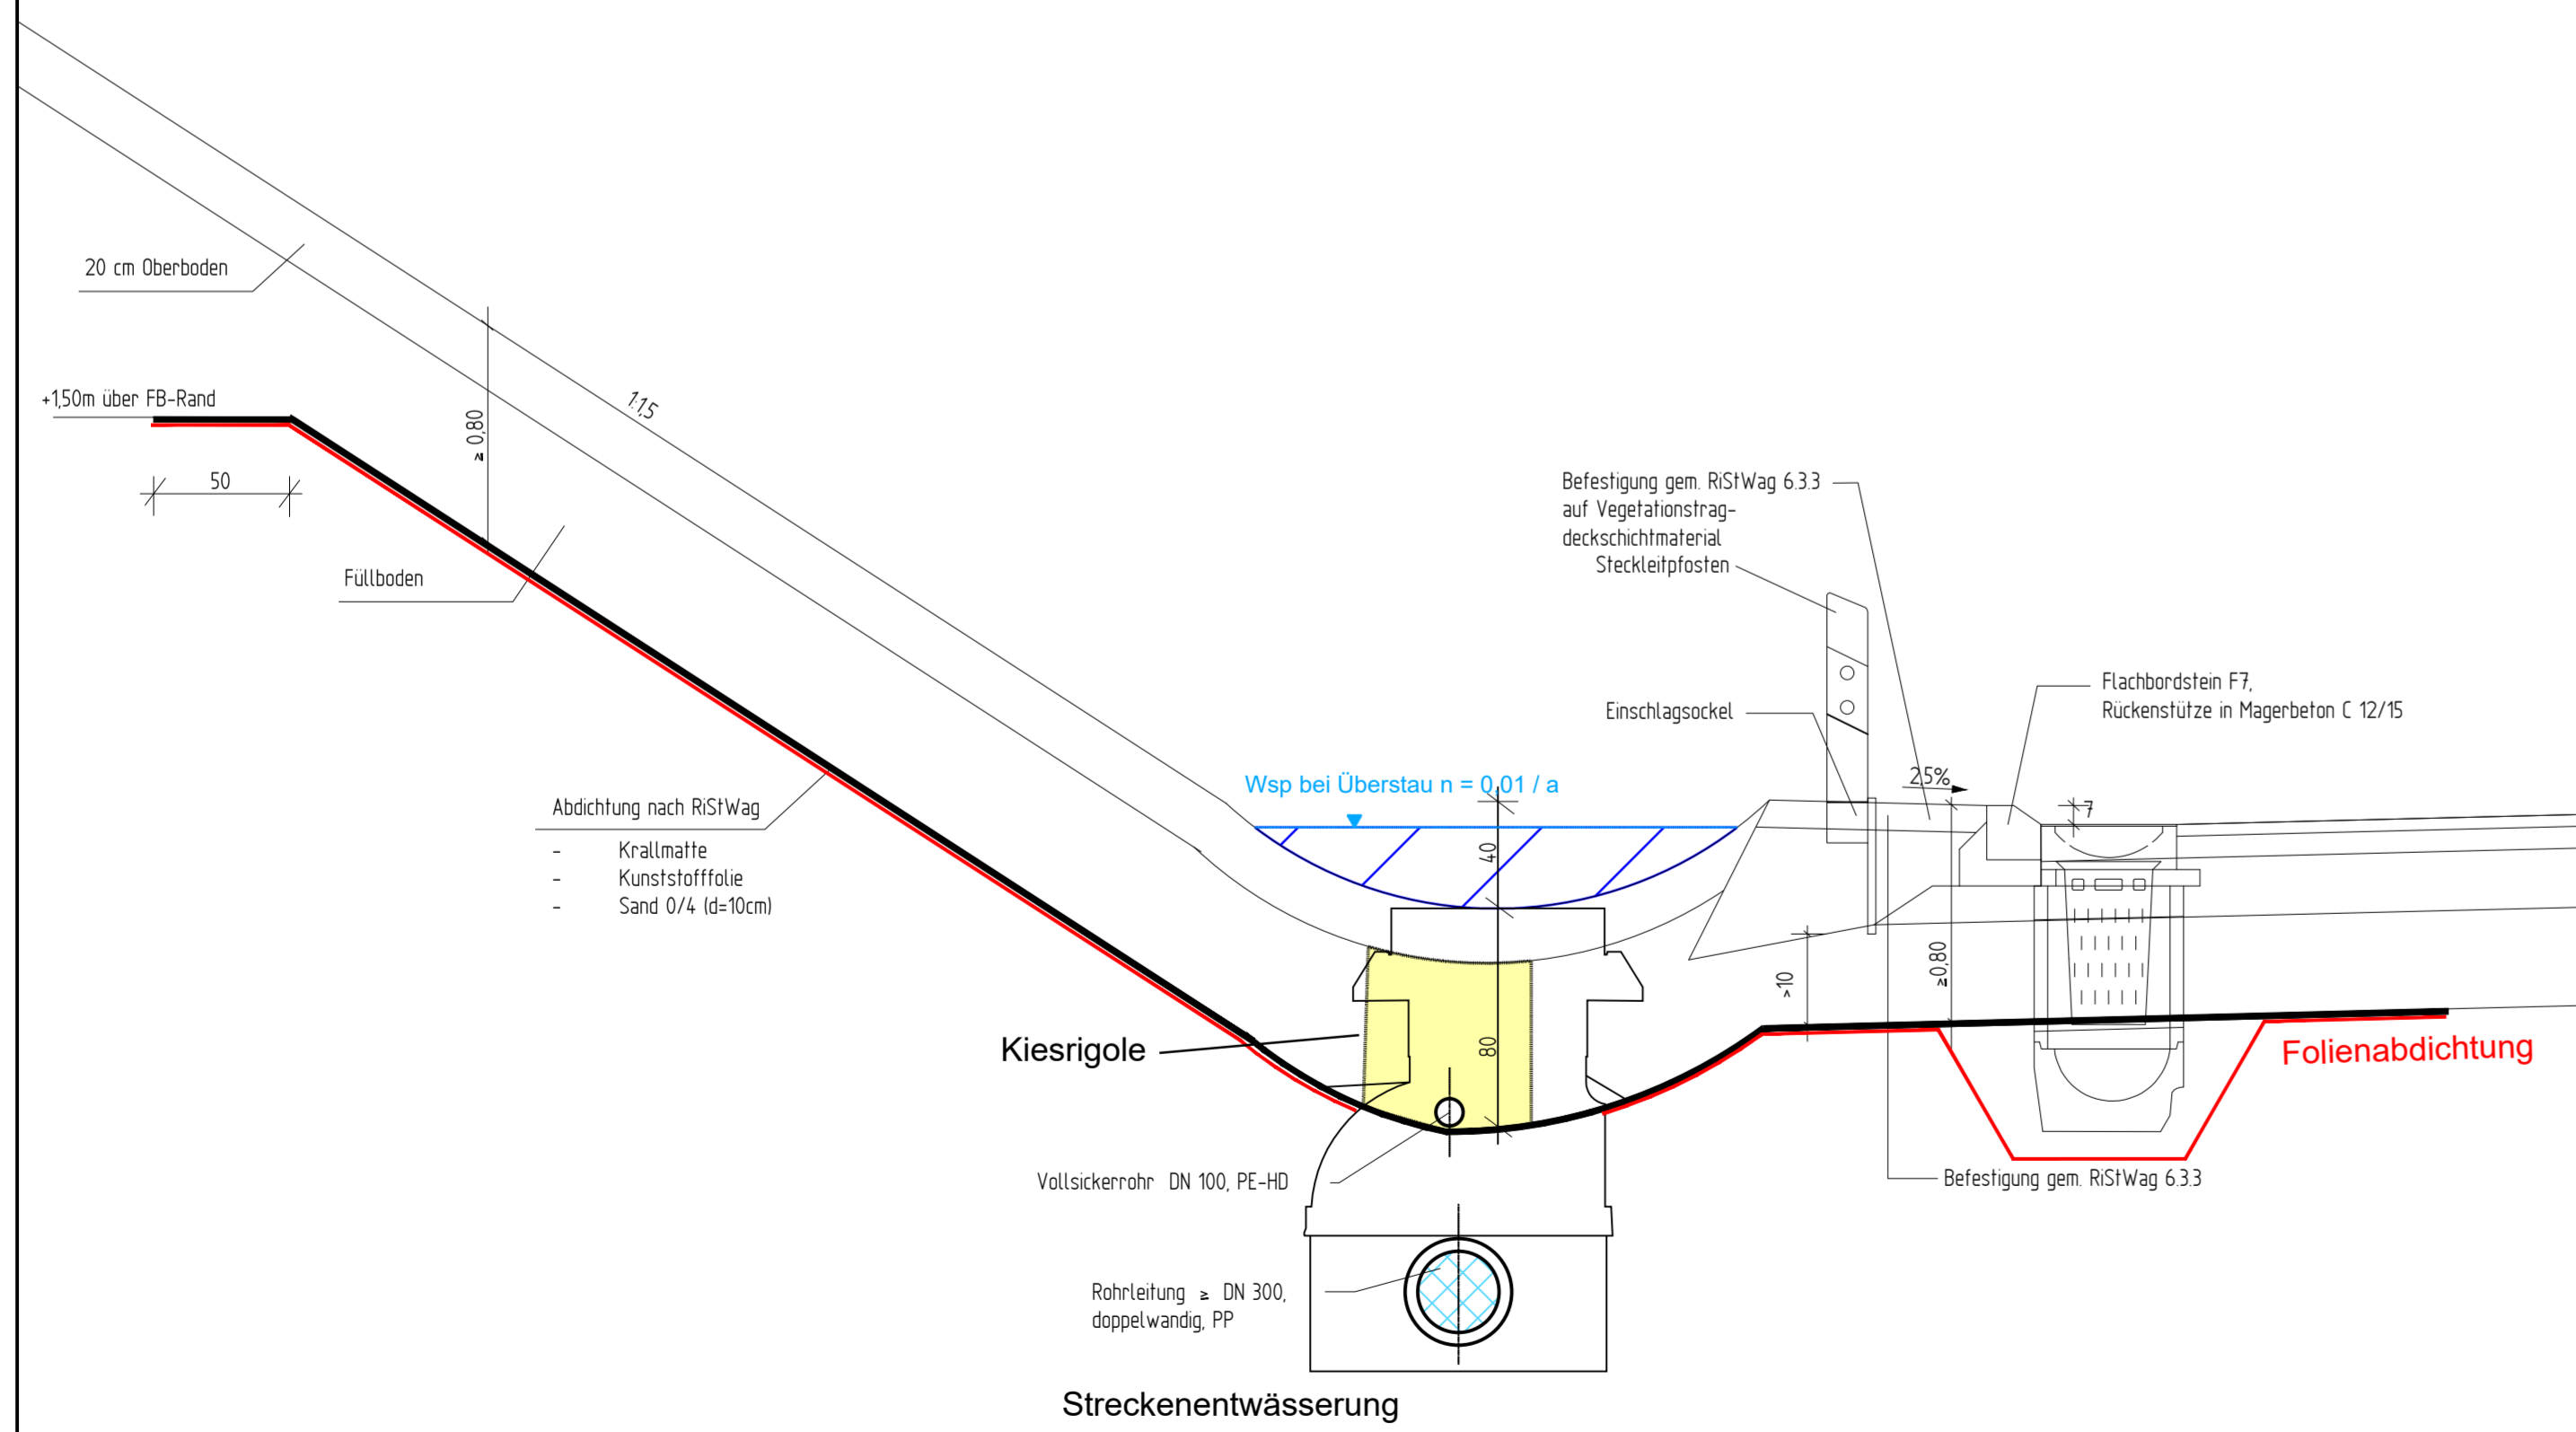 20 cm Oberboden
+1,50m über FB-Rand
50
≥ 0,80
1:1,5
Füllboden
Abdichtung nach RiStWag
- Krallmatte
- Kunststofffolie
- Sand 0/4 (d=10cm)
Wsp bei Überstau n = 0,01 / a
40
80
Befestigung gem. RiStWag 6.3.3
auf Vegetationstrag-
deckschichtmaterial
Steckleitpfosten
Einschlagsockel
2,5%
Flachbordstein F7,
Rückenstütze in Magerbeton C 12/15
7
>10
≥0,80
Kiesrigole
Folienabdichtung
Vollsickerrohr DN 100, PE-HD
Befestigung gem. RiStWag 6.3.3
Rohrleitung ≥ DN 300,
doppelwandig, PP
Streckenentwässerung